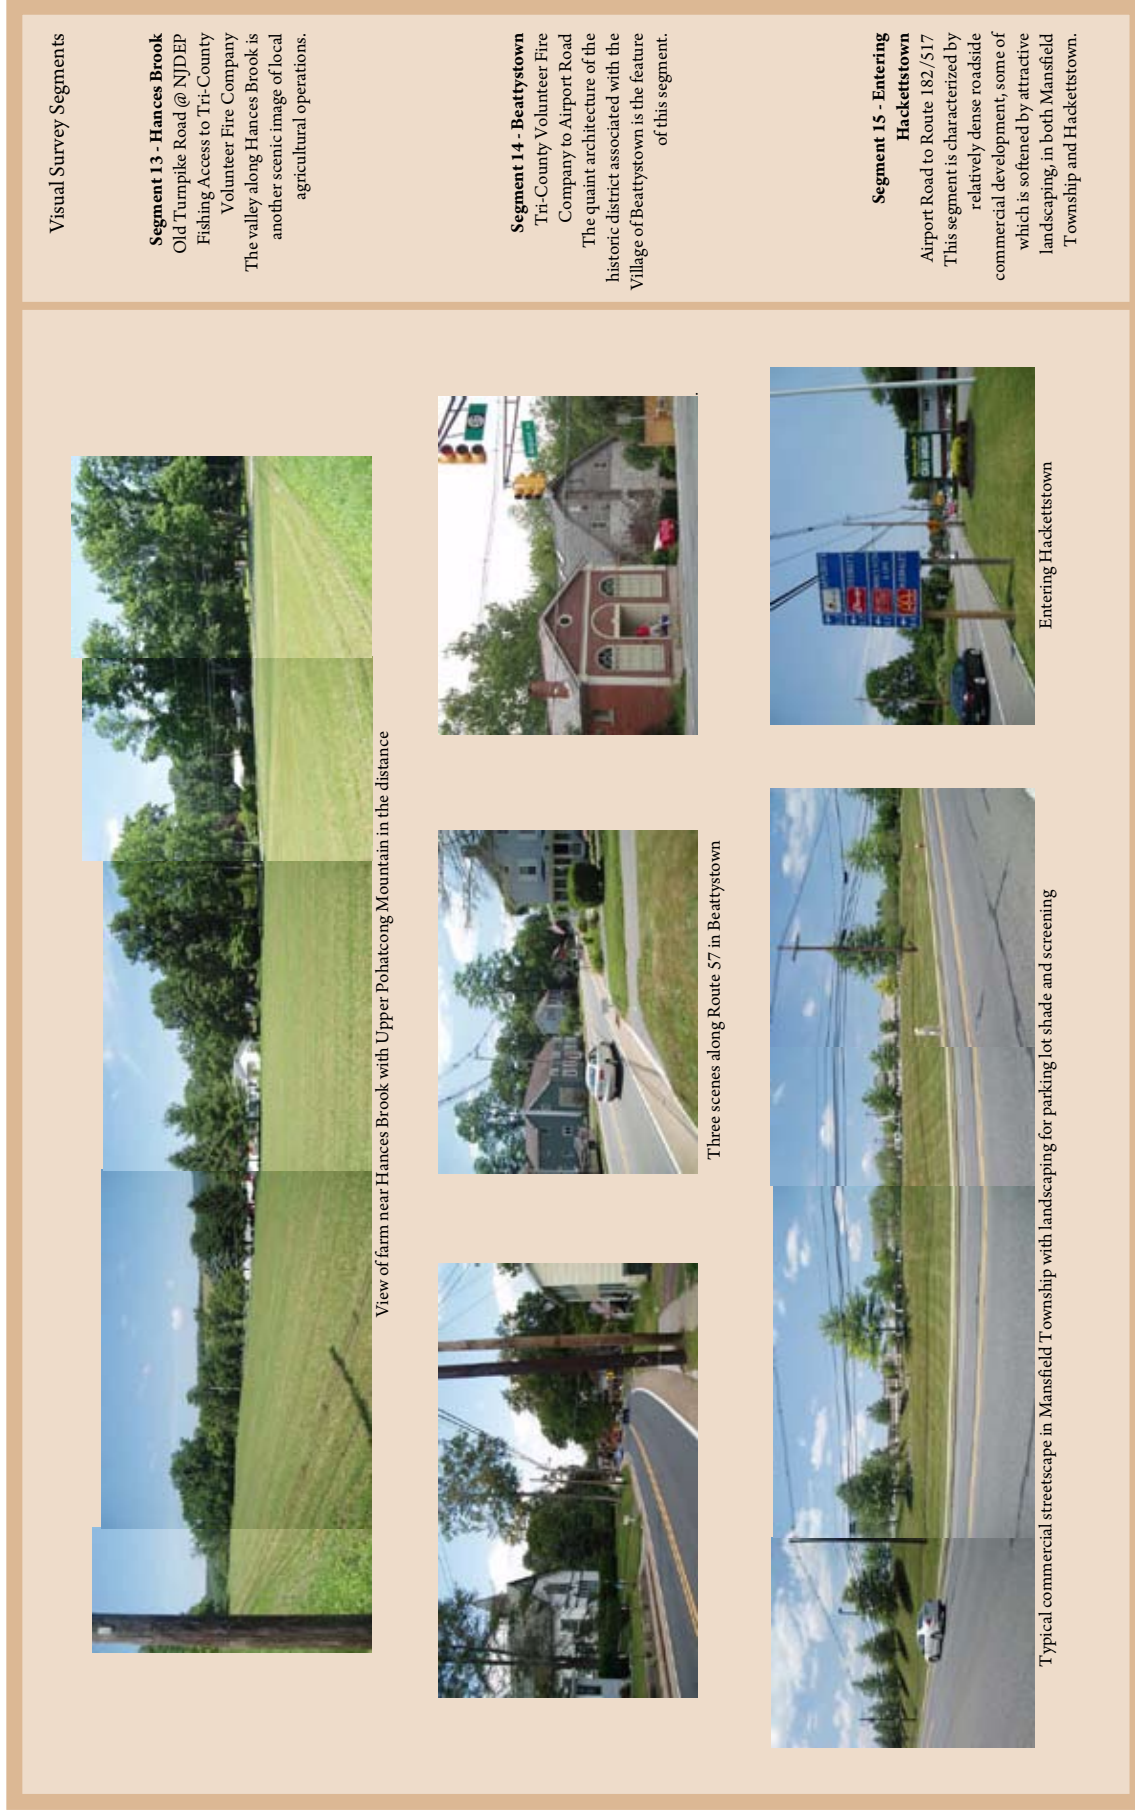 Visual Survey Segments
Segment 13 - Hances Brook
Old Turnpike Road @ NJDEP
Fishing Access to Tri-County
Volunteer Fire Company
The valley along Hances Brook is
another scenic image of local
agricultural operations.
View of farm near Hances Brook with Upper Pohatcong Mountain in the distance
Segment 14 - Beattystown
Tri-County Volunteer Fire
Company to Airport Road
The quaint architecture of the
historic district associated with the
Village of Beattystown is the feature
of this segment.
Three scenes along Route 57 in Beattystown
Segment 15 - Entering
Hackettstown
Airport Road to Route 182/517
This segment is characterized by
relatively dense roadside
commercial development, some of
which is softened by attractive
landscaping, in both Mansfield
Township and Hackettstown.
Typical commercial streetscape in Mansfield Township with landscaping for parking lot shade and screening
Entering Hackettstown